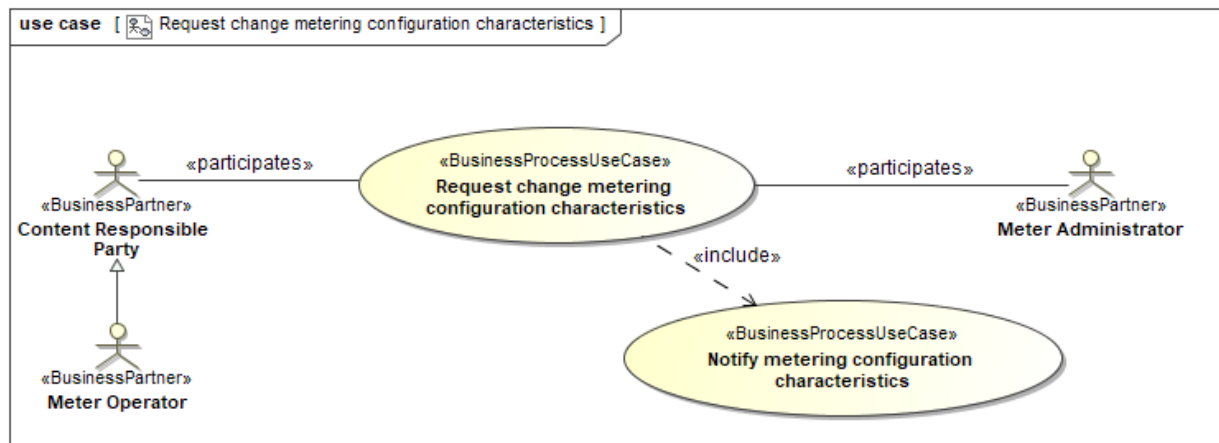 use case [ Request change metering configuration characteristics ]
«participates»
«BusinessProcessUseCase»
Request change metering
configuration characteristics
«participates»
«BusinessPartner»
Content Responsible
Party
«BusinessPartner»
Meter Administrator
«include»
«BusinessProcessUseCase»
Notify metering configuration
characteristics
«BusinessPartner»
Meter Operator